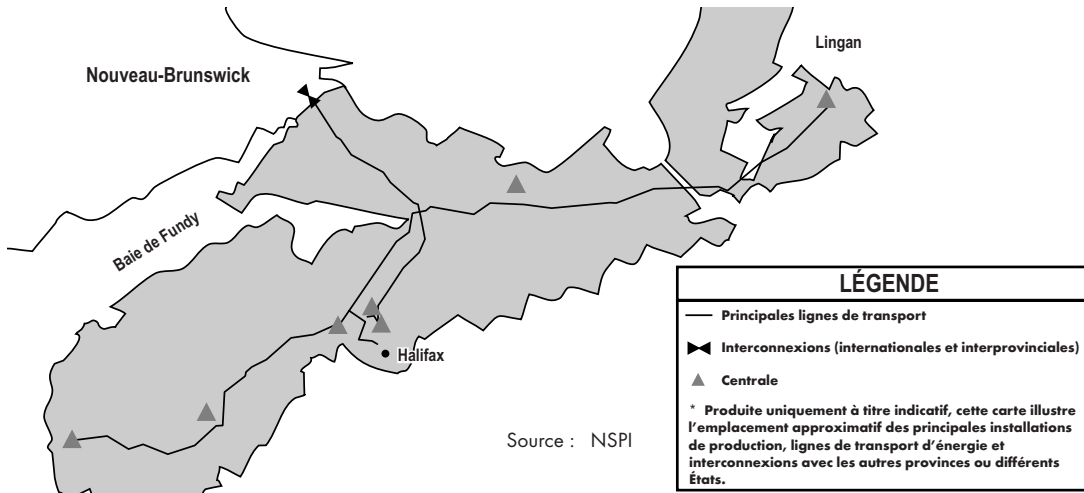 Lingan
Nouveau-Brunswick
Baie de Fundy
Halifax
Source : NSPI
LÉGENDE
Principales lignes de transport
Interconnexions (internationales et interprovinciales)
Centrale
* Produite uniquement à titre indicatif, cette carte illustre
l'emplacement approximatif des principales installations
de production, lignes de transport d'énergie et
interconnexions avec les autres provinces ou différents
États.